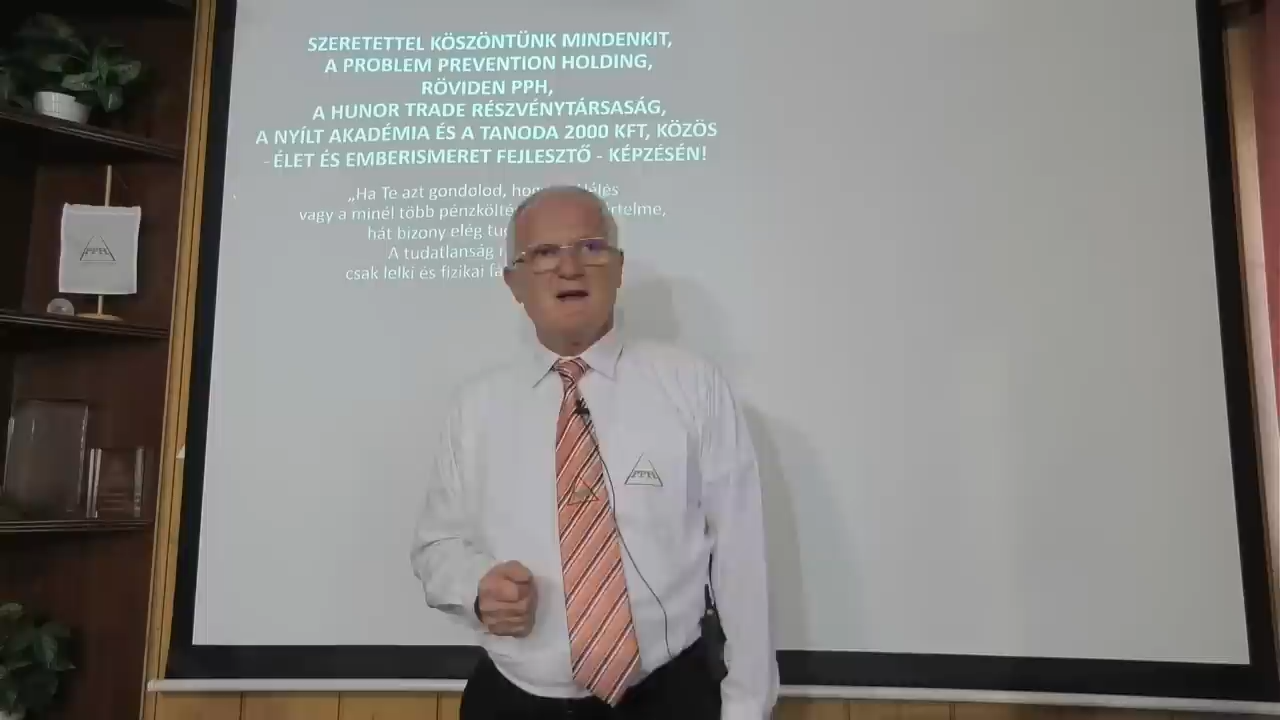 SZERETETTEL KÖSZÖNTÜNK MINDENKIT,
A PROBLEM PREVENTION HOLDING,
RÖVIDEN PPH,
A HUNOR TRADE RÉSZVÉNYTÁRSASÁG,
A NYÍLT AKADÉMIA ÉS A TANODA 2000 KFT, KÖZÖS
- ÉLET ÉS EMBERISMERET FEJLESZTŐ - KÉPZÉSÉN!
„Ha Te azt gondolod,
vagy a minél több
hát bizony elég
A tudatlanság
csak lelki és fizikai
PPH
PPH